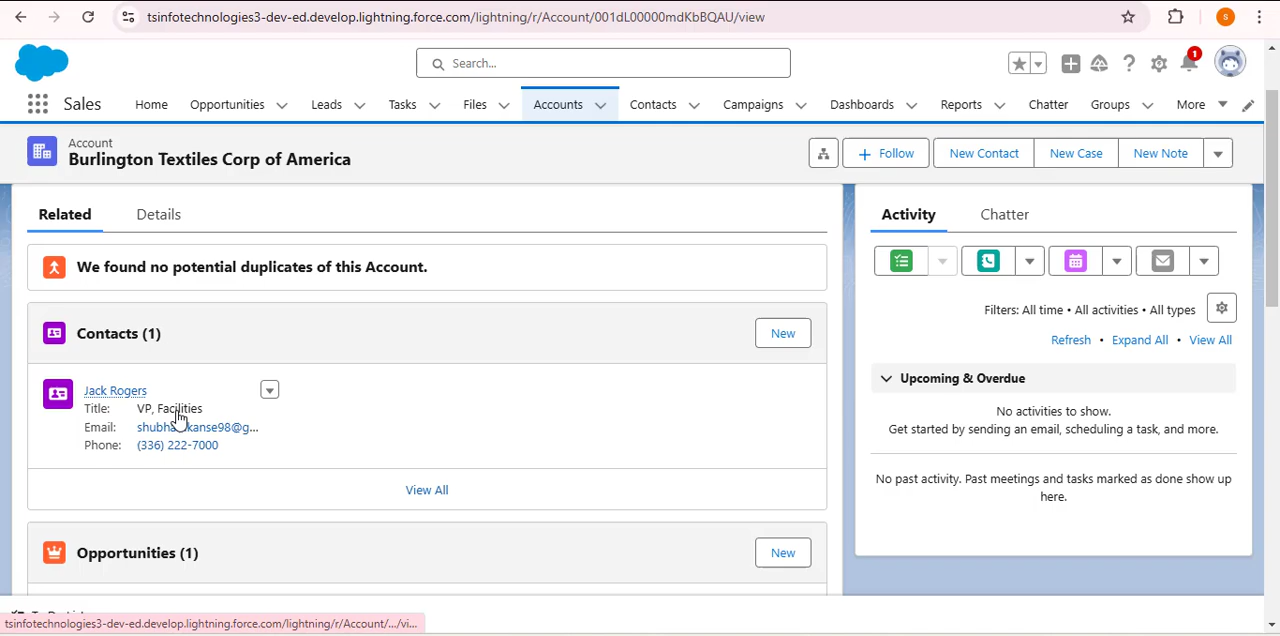 tsinfotechnologies3-dev-ed.develop.lightning.force.com/lightning/r/Account/001dL00000mdKbBQAU/view
S
Search...
1
Sales
Home
Opportunities
Leads
Tasks
Files
Accounts
Contacts
Campaigns
Dashboards
Reports
Chatter
Groups
More
Account
Burlington Textiles Corp of America
Follow
New Contact
New Case
New Note
Related
Details
We found no potential duplicates of this Account.
Contacts (1)
New
Jack Rogers
Title: VP, Facilities
Email:
Phone: (336) 222-7000
View All
Opportunities (1)
New
Activity
Chatter
Filters: All time • All activities • All types
Refresh • Expand All • View All
Upcoming & Overdue
No activities to show.
Get started by sending an email, scheduling a task, and more.
No past activity. Past meetings and tasks marked as done show up
here.
tsinfotechnologies3-dev-ed.develop.lightning.force.com/lightning/r/Account/.../vi...